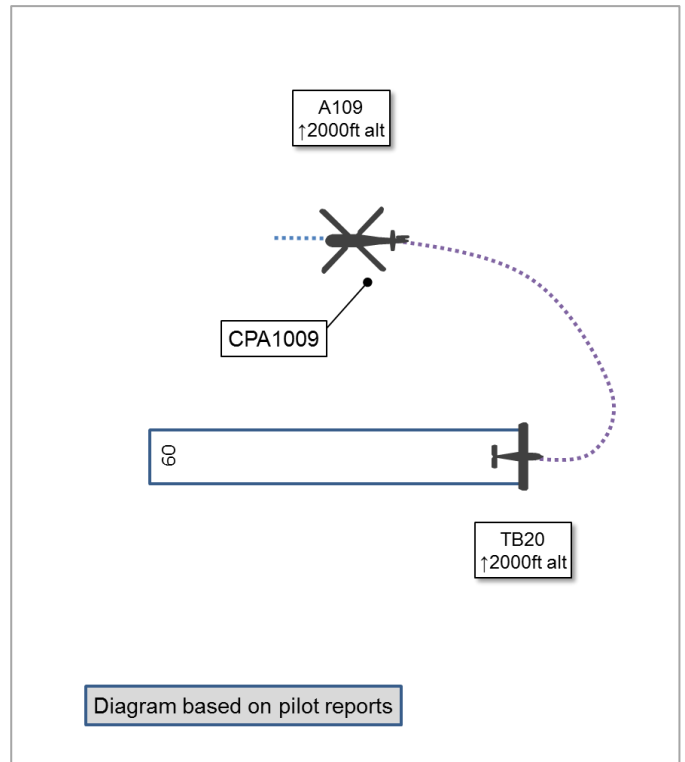 A109
↑2000ft alt
CPA1009
09
TB20
↑2000ft alt
Diagram based on pilot reports